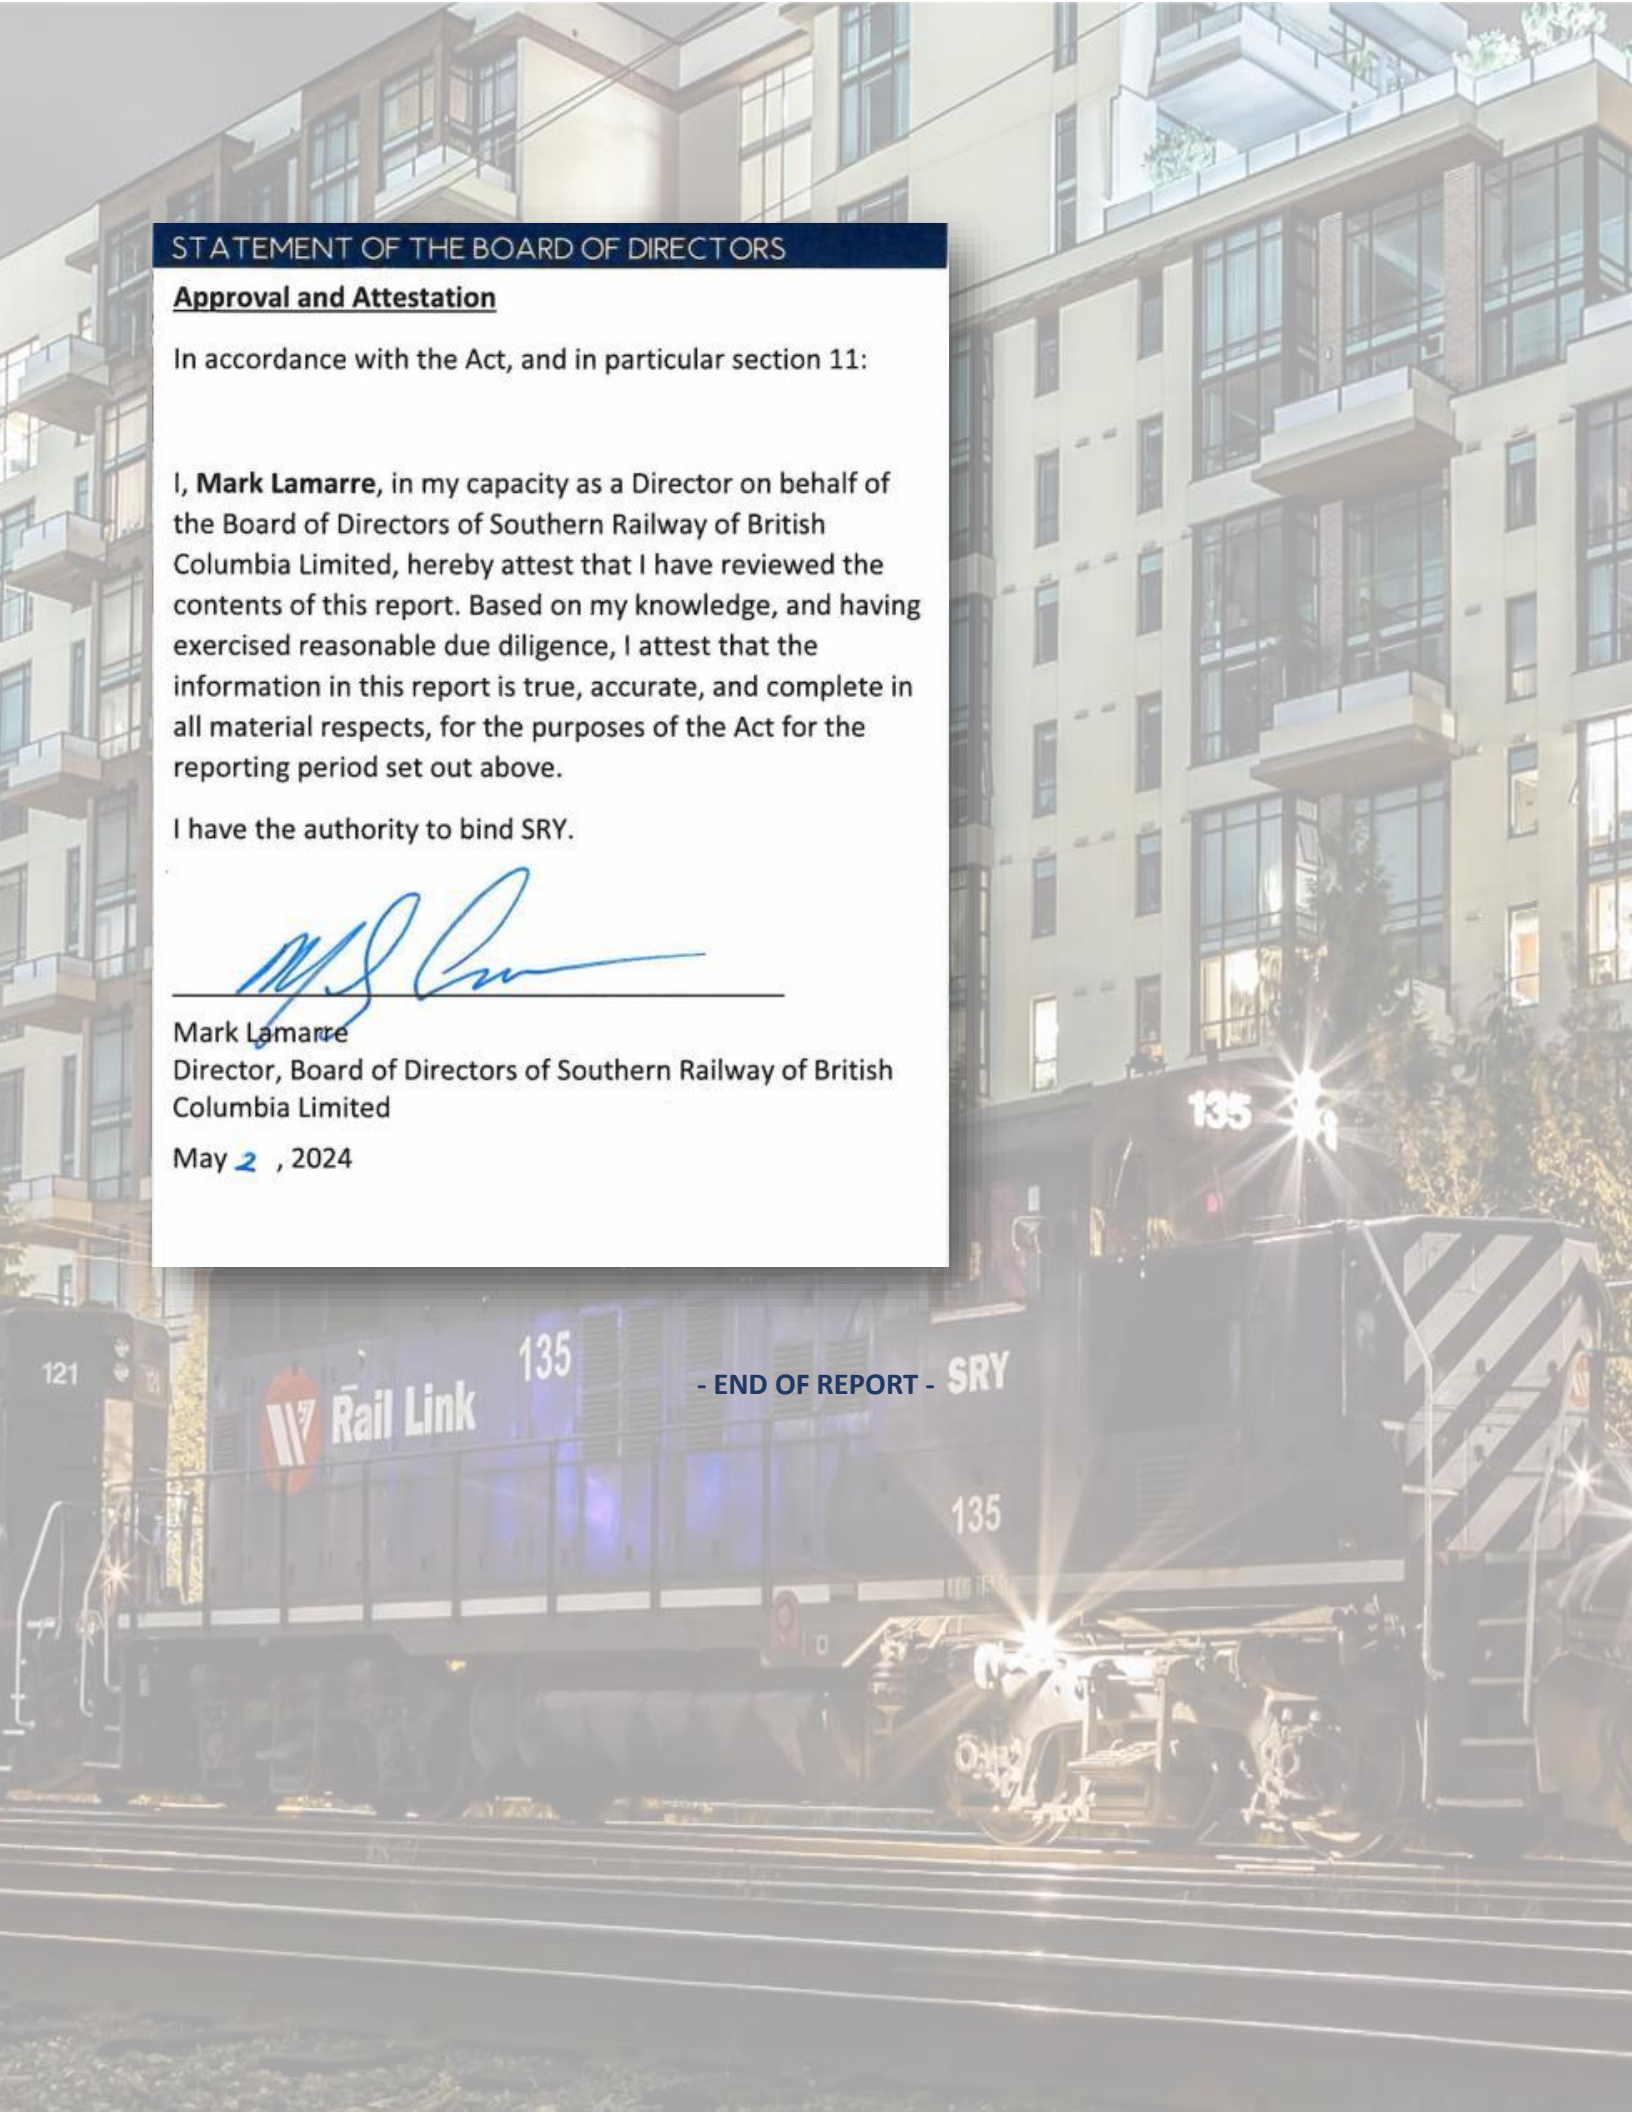 STATEMENT OF THE BOARD OF DIRECTORS
Approval and Attestation
In accordance with the Act, and in particular section 11:
I, Mark Lamarre, in my capacity as a Director on behalf of
the Board of Directors of Southern Railway of British
Columbia Limited, hereby attest that I have reviewed the
contents of this report. Based on my knowledge, and having
exercised reasonable due diligence, I attest that the
information in this report is true, accurate, and complete in
all material respects, for the purposes of the Act for the
reporting period set out above.
I have the authority to bind SRY.
Mark Lamarre
Director, Board of Directors of Southern Railway of British
Columbia Limited
May 2 , 2024
135
121
121
Rail Link
135
- END OF REPORT -
SRY
135